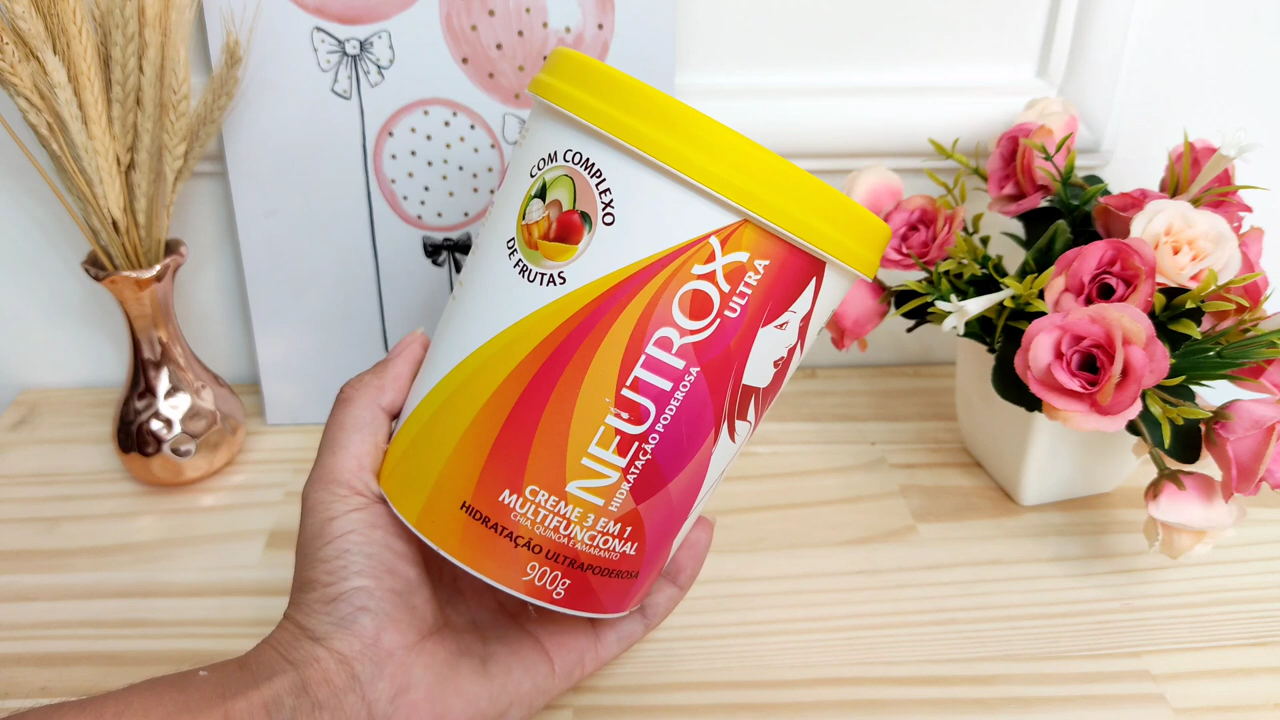 COM COMPLEXO
DE FRUTAS
NEUTROX
ULTRA
HIDRATAÇÃO PODEROSA
CREME 3 EM 1
MULTIFUNCIONAL
CHIA, QUINOA E AMARANTO
HIDRATAÇÃO ULTRAPODEROSA
900g